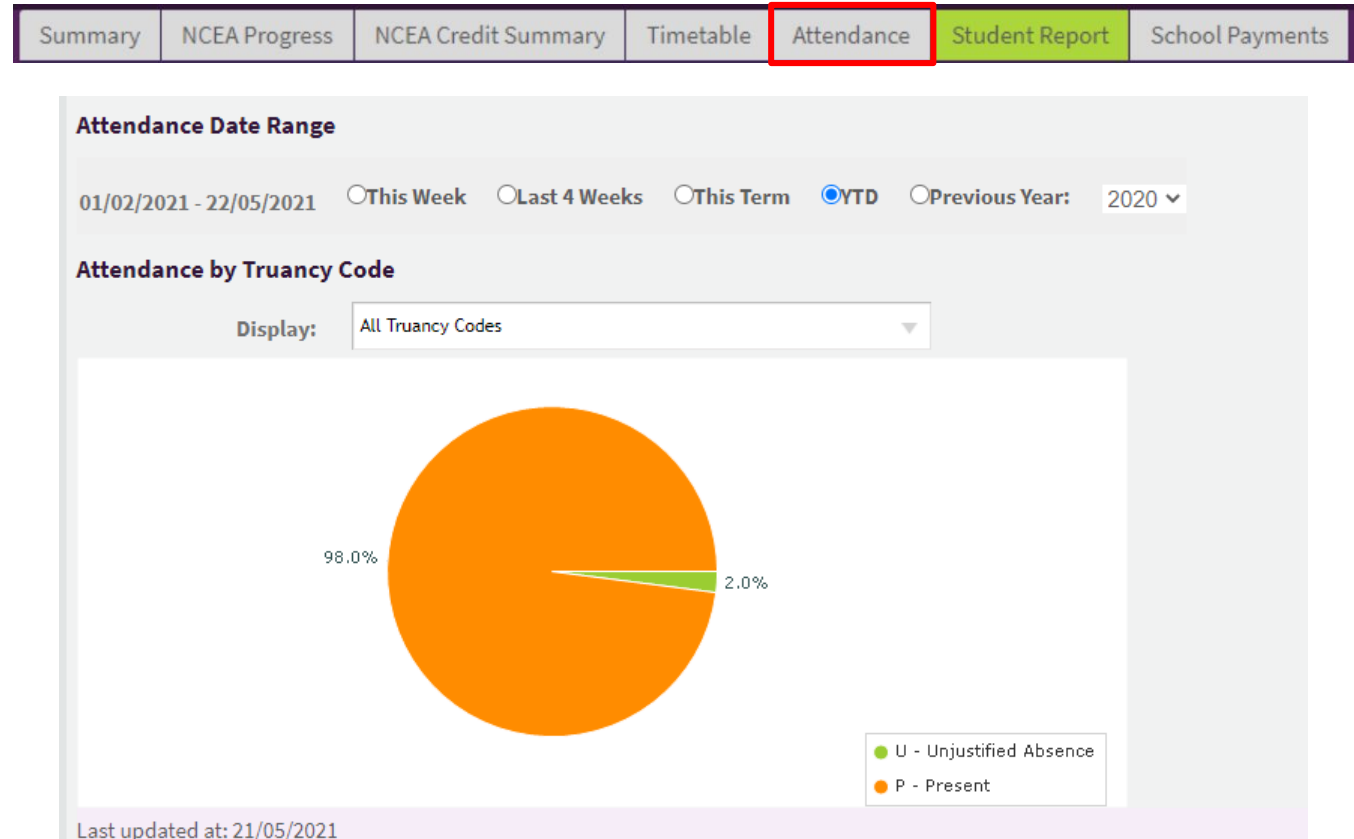 Summary NCEA Progress NCEA Credit Summary Timetable Attendance Student Report School Payments
Attendance Date Range
01/02/2021 - 22/05/2021 This Week Last 4 Weeks This Term YTD Previous Year: 2020
Attendance by Truancy Code
Display: All Truancy Codes
98.0%
2.0%
U - Unjustified Absence
P - Present
Last updated at: 21/05/2021